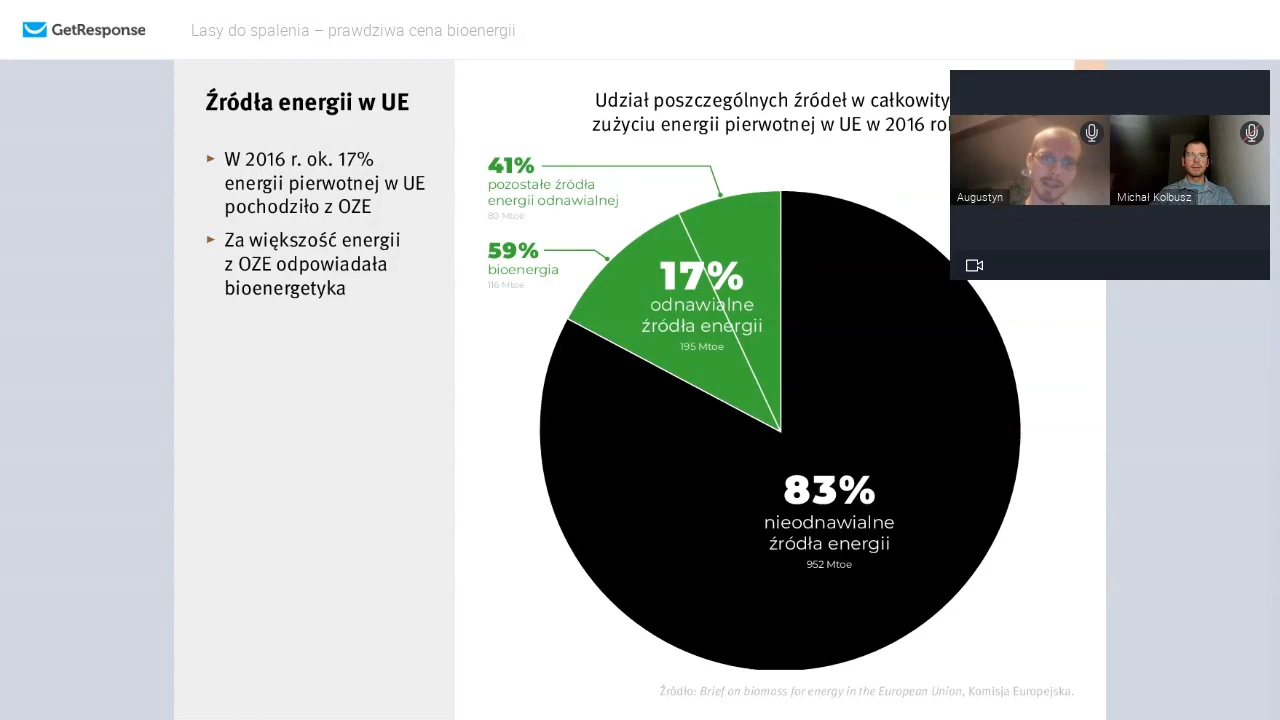 GetResponse
Lasy do spalenia – prawdziwa cena bioenergii
Źródła energii w UE
▸ W 2016 r. ok. 17%
energii pierwotnej w UE
pochodziło z OZE
▸ Za większość energii
z OZE odpowiadała
bioenergetyka
Udział poszczególnych źródeł w całkowity
zużyciu energii pierwotnej w UE w 2016
41%
pozostałe źródła
energii odnawialnej
80 Mtoe
59%
bioenergia
116 Mtoe
17%
odnawialne
źródła energii
195 Mtoe
83%
nieodnawialne
źródła energii
952 Mtoe
Źródło: Brief on biomass for energy in the European Union, Komisja Europejska.
Augustyn
Michał Kolbusz